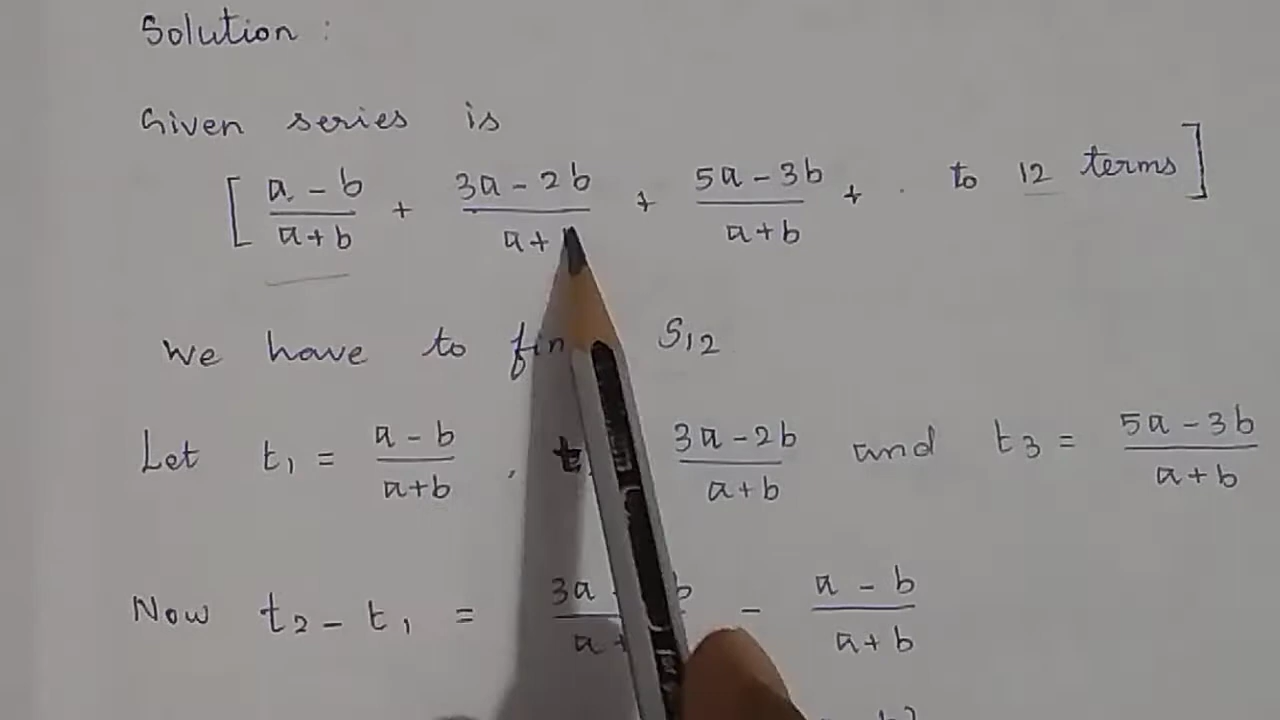 Solution :
Given series is
[ a - b / a + b + 3a - 2b / a + + 5a - 3b / a + b + . to 12 terms ]
We have to S12
Let t1 = a - b / a + b , t 3a - 2b / a + b and t3 = 5a - 3b / a + b
Now t2 - t1 = 3a b / a + - a - b / a + b